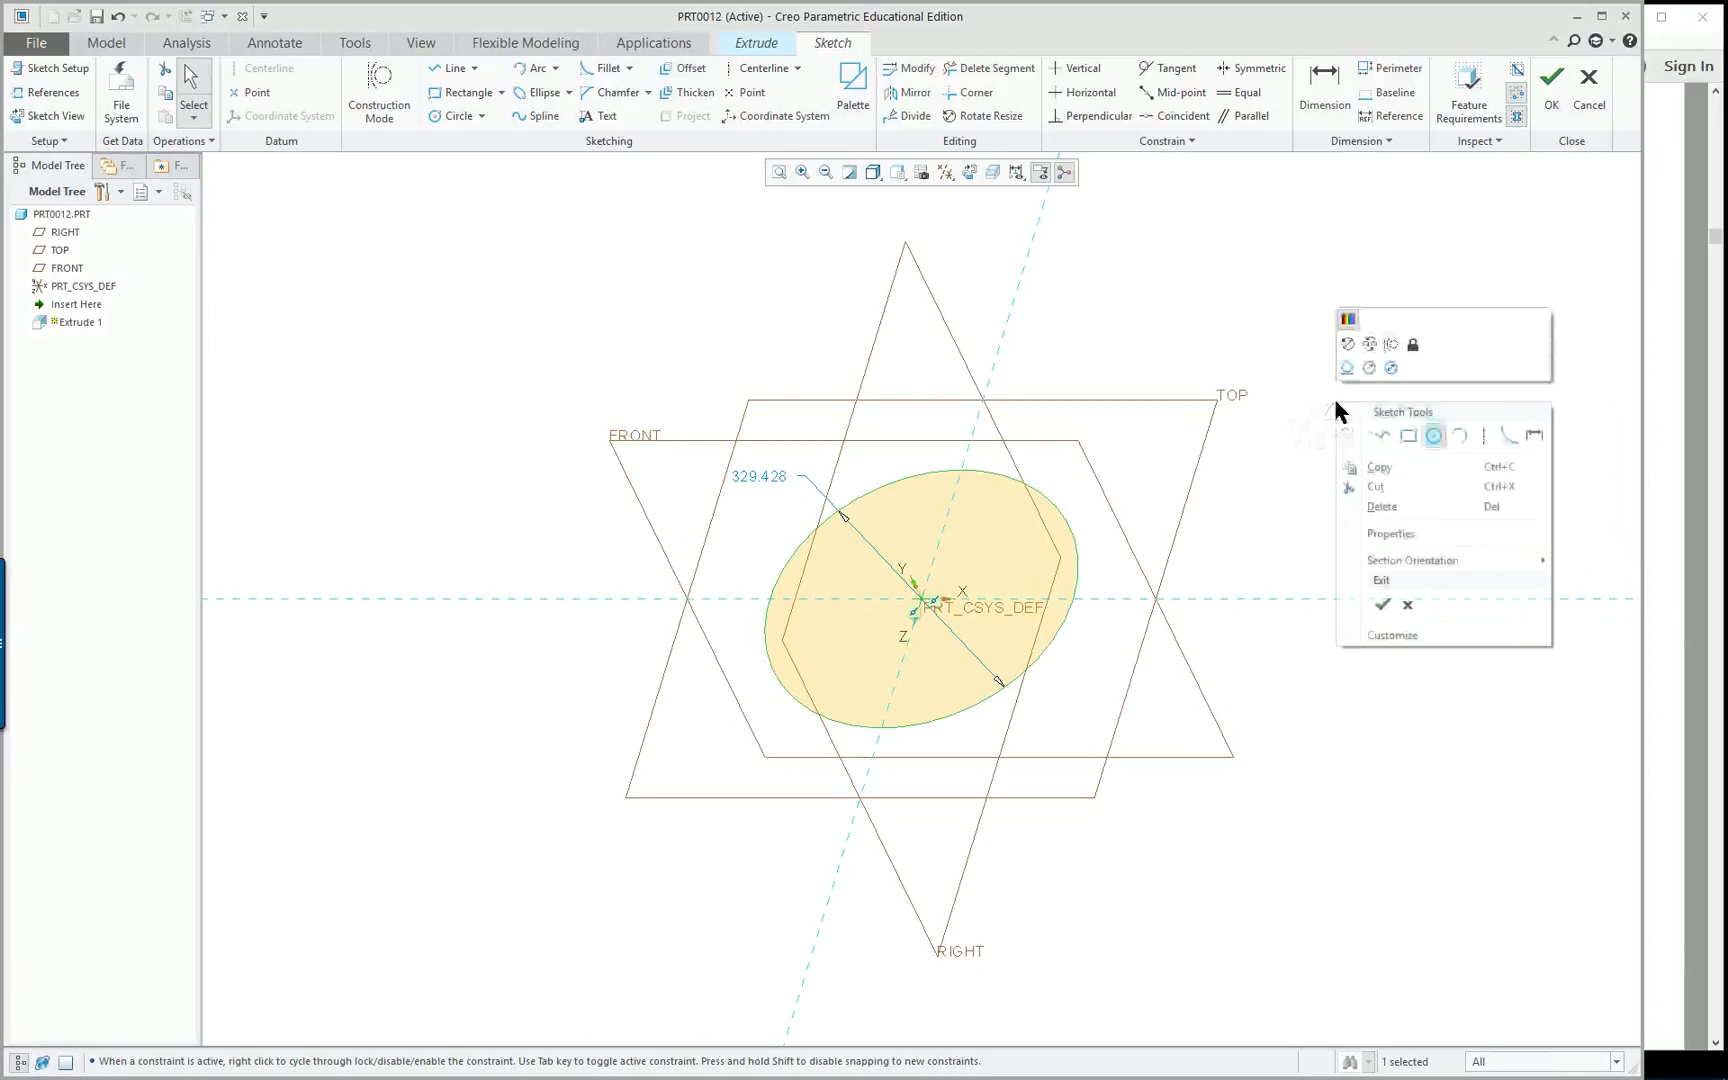 PRT0012 (Active) - Creo Parametric Educational Edition
File Model Analysis Annotate Tools View Flexible Modeling Applications Extrude Sketch
Sign In
Sketch Setup
References
Sketch View
Setup
File System
Get Data
Select
Operations
Centerline
Point
Coordinate System
Datum
Construction Mode
Line Arc Fillet Offset Centerline
Rectangle Ellipse Chamfer Thicken Point
Circle Spline Text Project Coordinate System
Palette
Sketching
Modify Delete Segment
Mirror Corner
Divide Rotate Resize
Editing
Vertical Tangent Symmetric
Horizontal Mid-point Equal
Perpendicular Coincident Parallel
Constrain
Dimension
Perimeter
Baseline
Reference
Dimension
Feature Requirements
Inspect
OK
Cancel
Close
Model Tree F... F...
Model Tree
PRT0012.PRT
RIGHT
TOP
FRONT
PRT_CSYS_DEF
Insert Here
Extrude 1
TOP
FRONT
329.428
Y
X
PRT_CSYS_DEF
Z
RIGHT
Sketch Tools
Copy Ctrl+C
Cut Ctrl+X
Delete Del
Properties
Section Orientation
Exit
Customize
• When a constraint is active, right click to cycle through lock/disable/enable the constraint. Use Tab key to toggle active constraint. Press and hold Shift to disable snapping to new constraints.
1 selected
All